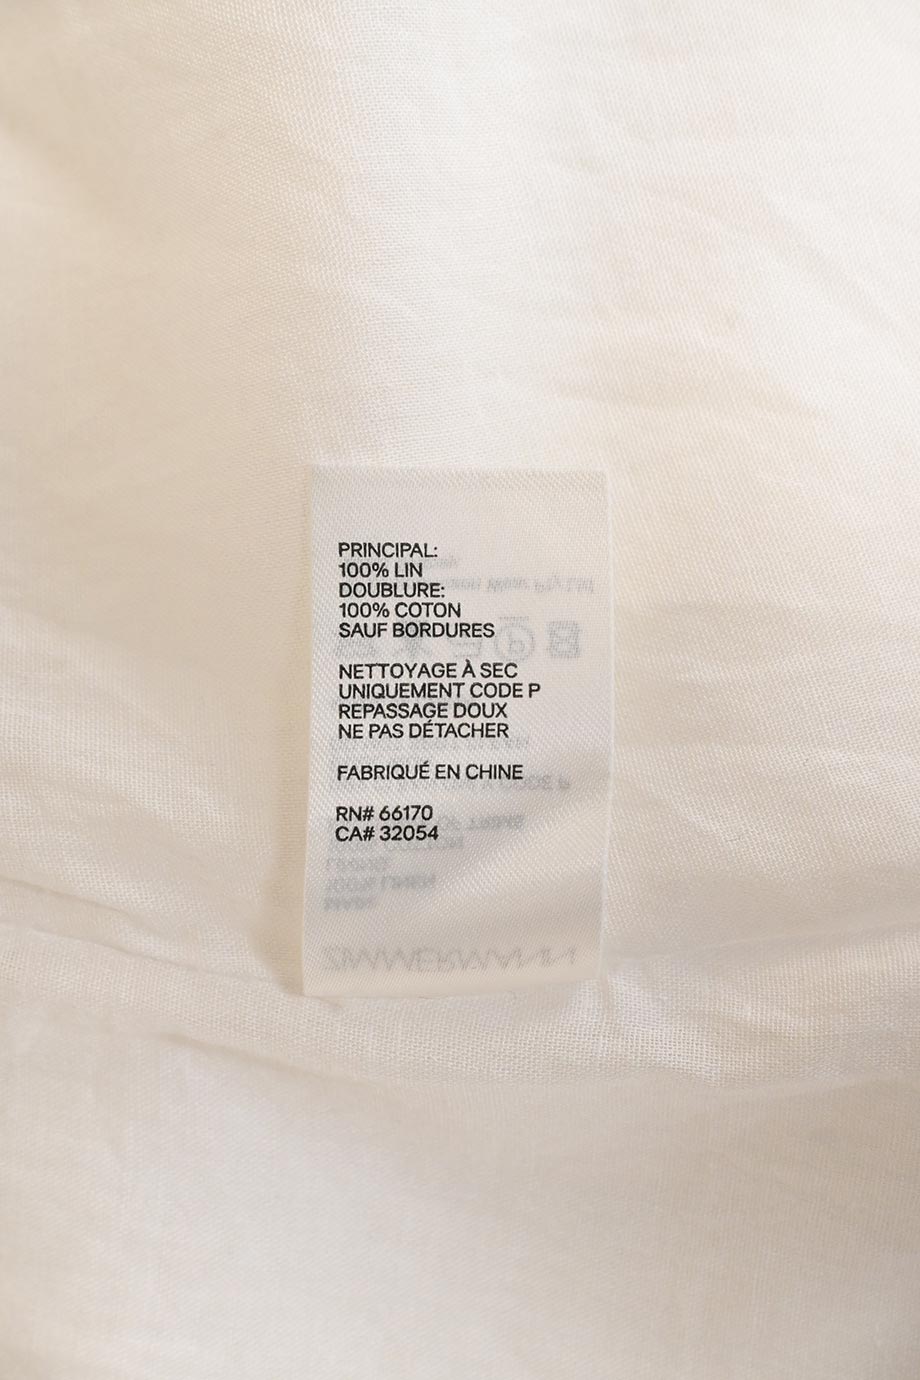 PRINCIPAL:
100% LIN
DOUBLURE:
100% COTON
SAUF BORDURES
NETTOYAGE À SEC
UNIQUEMENT CODE P
REPASSAGE DOUX
NE PAS DÉTACHER
FABRIQUÉ EN CHINE
RN# 66170
CA# 32054